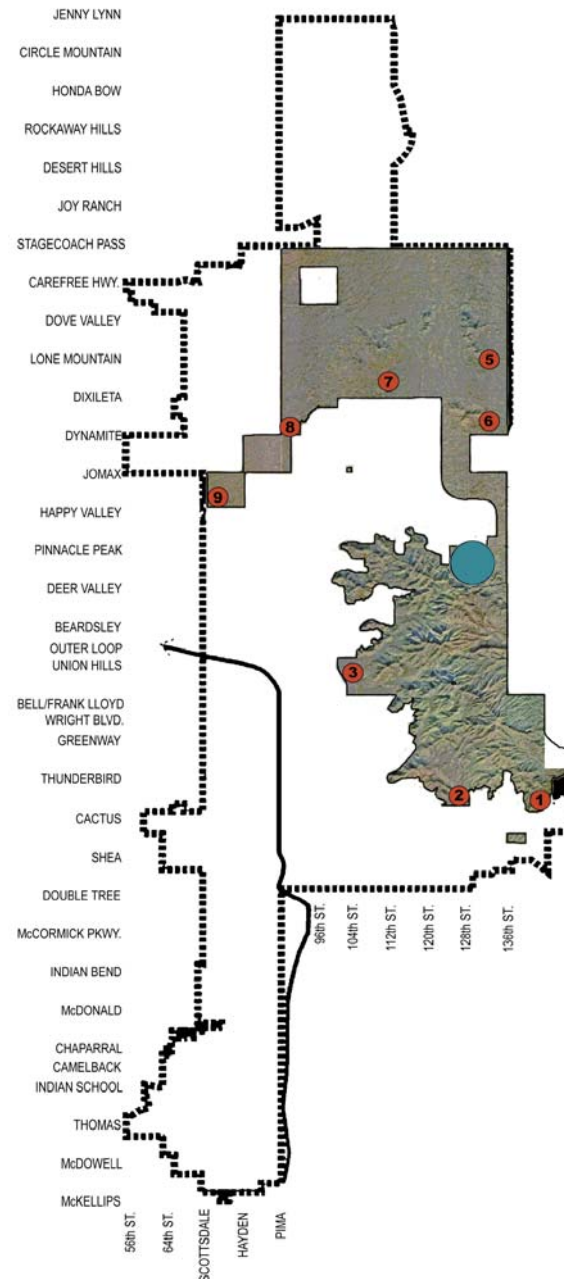 JENNY LYNN
CIRCLE MOUNTAIN
HONDA BOW
ROCKAWAY HILLS
DESERT HILLS
JOY RANCH
STAGECOACH PASS
CAREFREE HWY.
DOVE VALLEY
LONE MOUNTAIN
DIXILETA
DYNAMITE
JOMAX
HAPPY VALLEY
PINNACLE PEAK
DEER VALLEY
BEARDSLEY
OUTER LOOP
UNION HILLS
BELL/FRANK LLOYD
WRIGHT BLVD.
GREENWAY
THUNDERBIRD
CACTUS
SHEA
DOUBLE TREE
McCORMICK PKWY.
INDIAN BEND
McDONALD
CHAPARRAL
CAMELBACK
INDIAN SCHOOL
THOMAS
McDOWELL
McKELLIPS
5
7
6
8
9
3
2
1
96th ST.
104th ST.
112th ST.
120th ST.
128th ST.
136th ST.
56th ST.
64th ST.
SCOTTSDALE
HAYDEN
PIMA